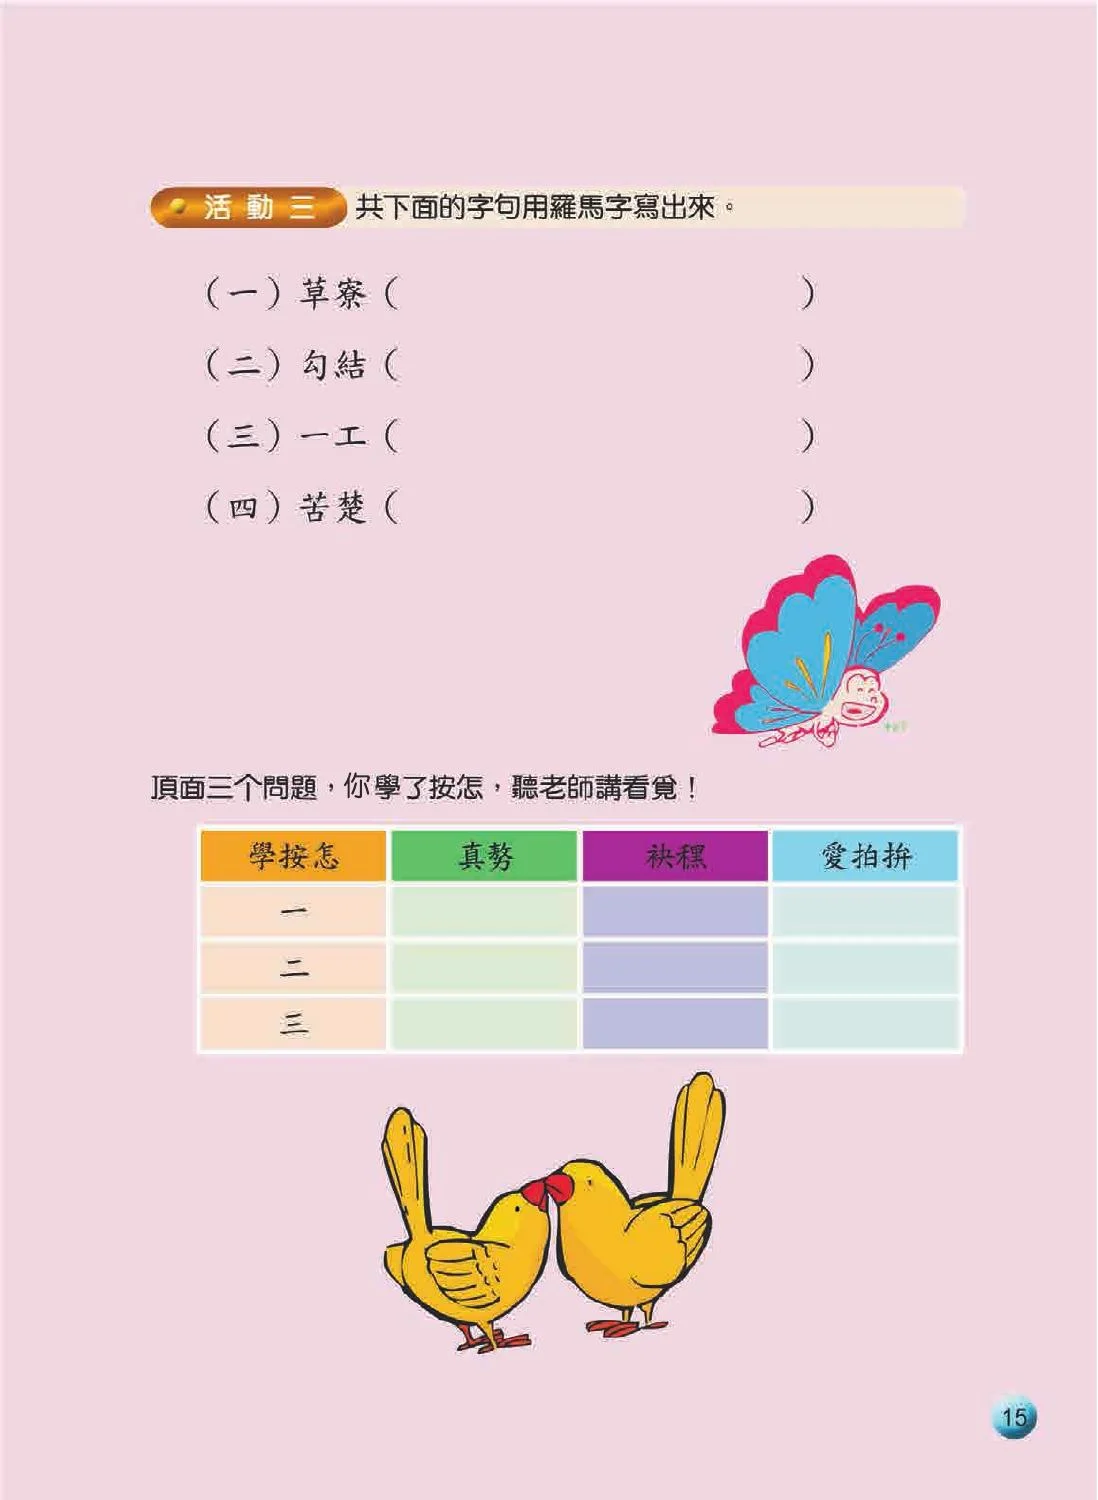 活動三 共下面的字句用羅馬字寫出來。
（一）草寮（ ）
（二）勾結（ ）
（三）一工（ ）
（四）苦楚（ ）
頂面三个問題，你學了按怎，聽老師講看覓！
學按怎 真勢 袂䆀 愛拍拚
一
二
三
15